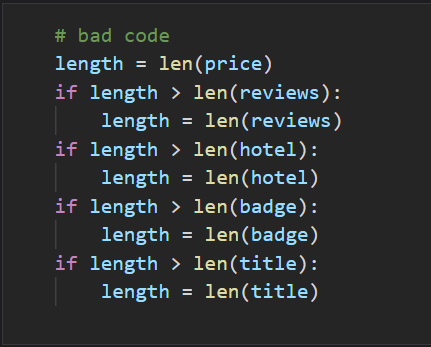 # bad code
length = len(price)
if length > len(reviews):
    length = len(reviews)
if length > len(hotel):
    length = len(hotel)
if length > len(badge):
    length = len(badge)
if length > len(title):
    length = len(title)